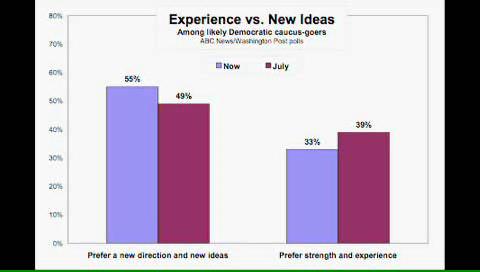 Experience vs. New Ideas
Among likely Democratic caucus-goers
ABC News/Washington Post polls
Now July
80%
70%
60%
50%
40%
30%
20%
10%
0%
55%
49%
33%
39%
Prefer a new direction and new ideas
Prefer strength and experience